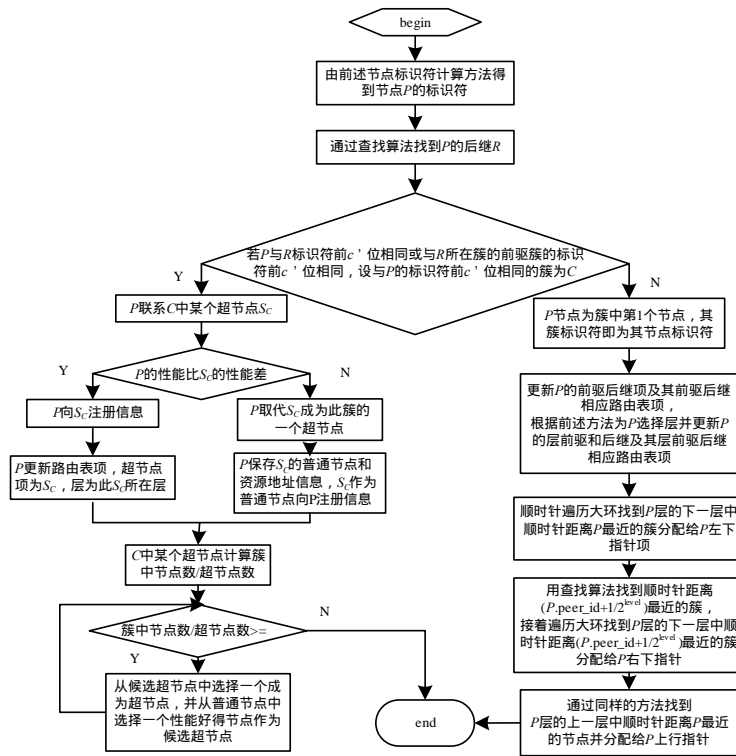 begin
由前述节点标识符计算方法得
到节点P的标识符
通过查找算法找到P的后继R
若P与R标识符前c＇位相同或与R所在簇的前驱簇的标识
符前c＇位相同，设与P的标识符前c＇位相同的簇为C
Y
N
P联系C中某个超节点SC
P的性能比SC的性能差
Y
N
P向SC注册信息
P更新路由表项，超节点
项为SC，层为此SC所在层
P取代SC成为此簇的
一个超节点
P保存SC的普通节点和
资源地址信息，SC作为
普通节点向P注册信息
C中某个超节点计算簇
中节点数/超节点数
簇中节点数/超节点数>=
N
Y
从候选超节点中选择一个成
为超节点，并从普通节点中
选择一个性能好得节点作为
候选超节点
P节点为簇中第1个节点，其
簇标识符即为其节点标识符
更新P的前驱后继项及其前驱后继
相应路由表项，
根据前述方法为P选择层并更新P
的层前驱和后继及其层前驱后继
相应路由表项
顺时针遍历大环找到P层的下一层中
顺时针距离P最近的簇分配给P左下
指针项
用查找算法找到顺时针距离
(P.peer_id+1/2^level)最近的簇，
接着遍历大环找到P层的下一层中顺
时针距离(P.peer_id+1/2^level)最近的簇
分配给P右下指针
通过同样的方法找到
P层的上一层中顺时针距离P最近
的节点并分配给P上行指针
end